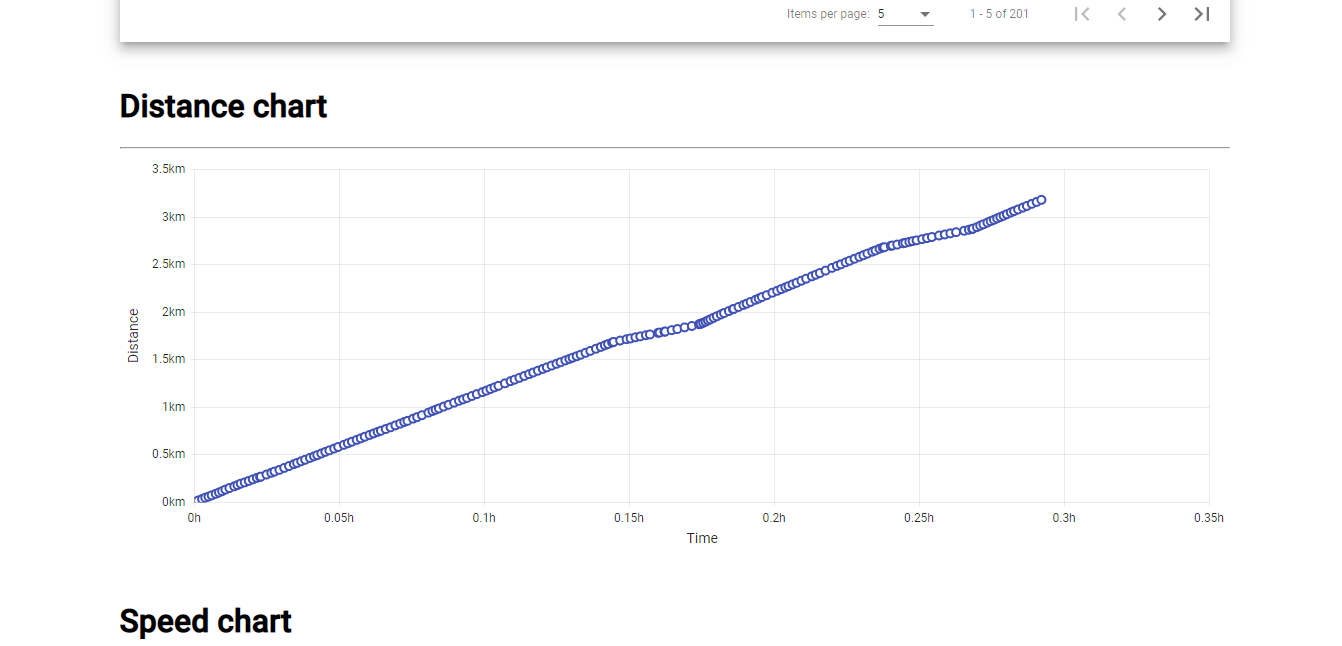 Items per page: 5 1 - 5 of 201
Distance chart
3.5km
3km
2.5km
2km
1.5km
1km
0.5km
0km
Distance
0h 0.05h 0.1h 0.15h 0.2h 0.25h 0.3h 0.35h
Time
Speed chart